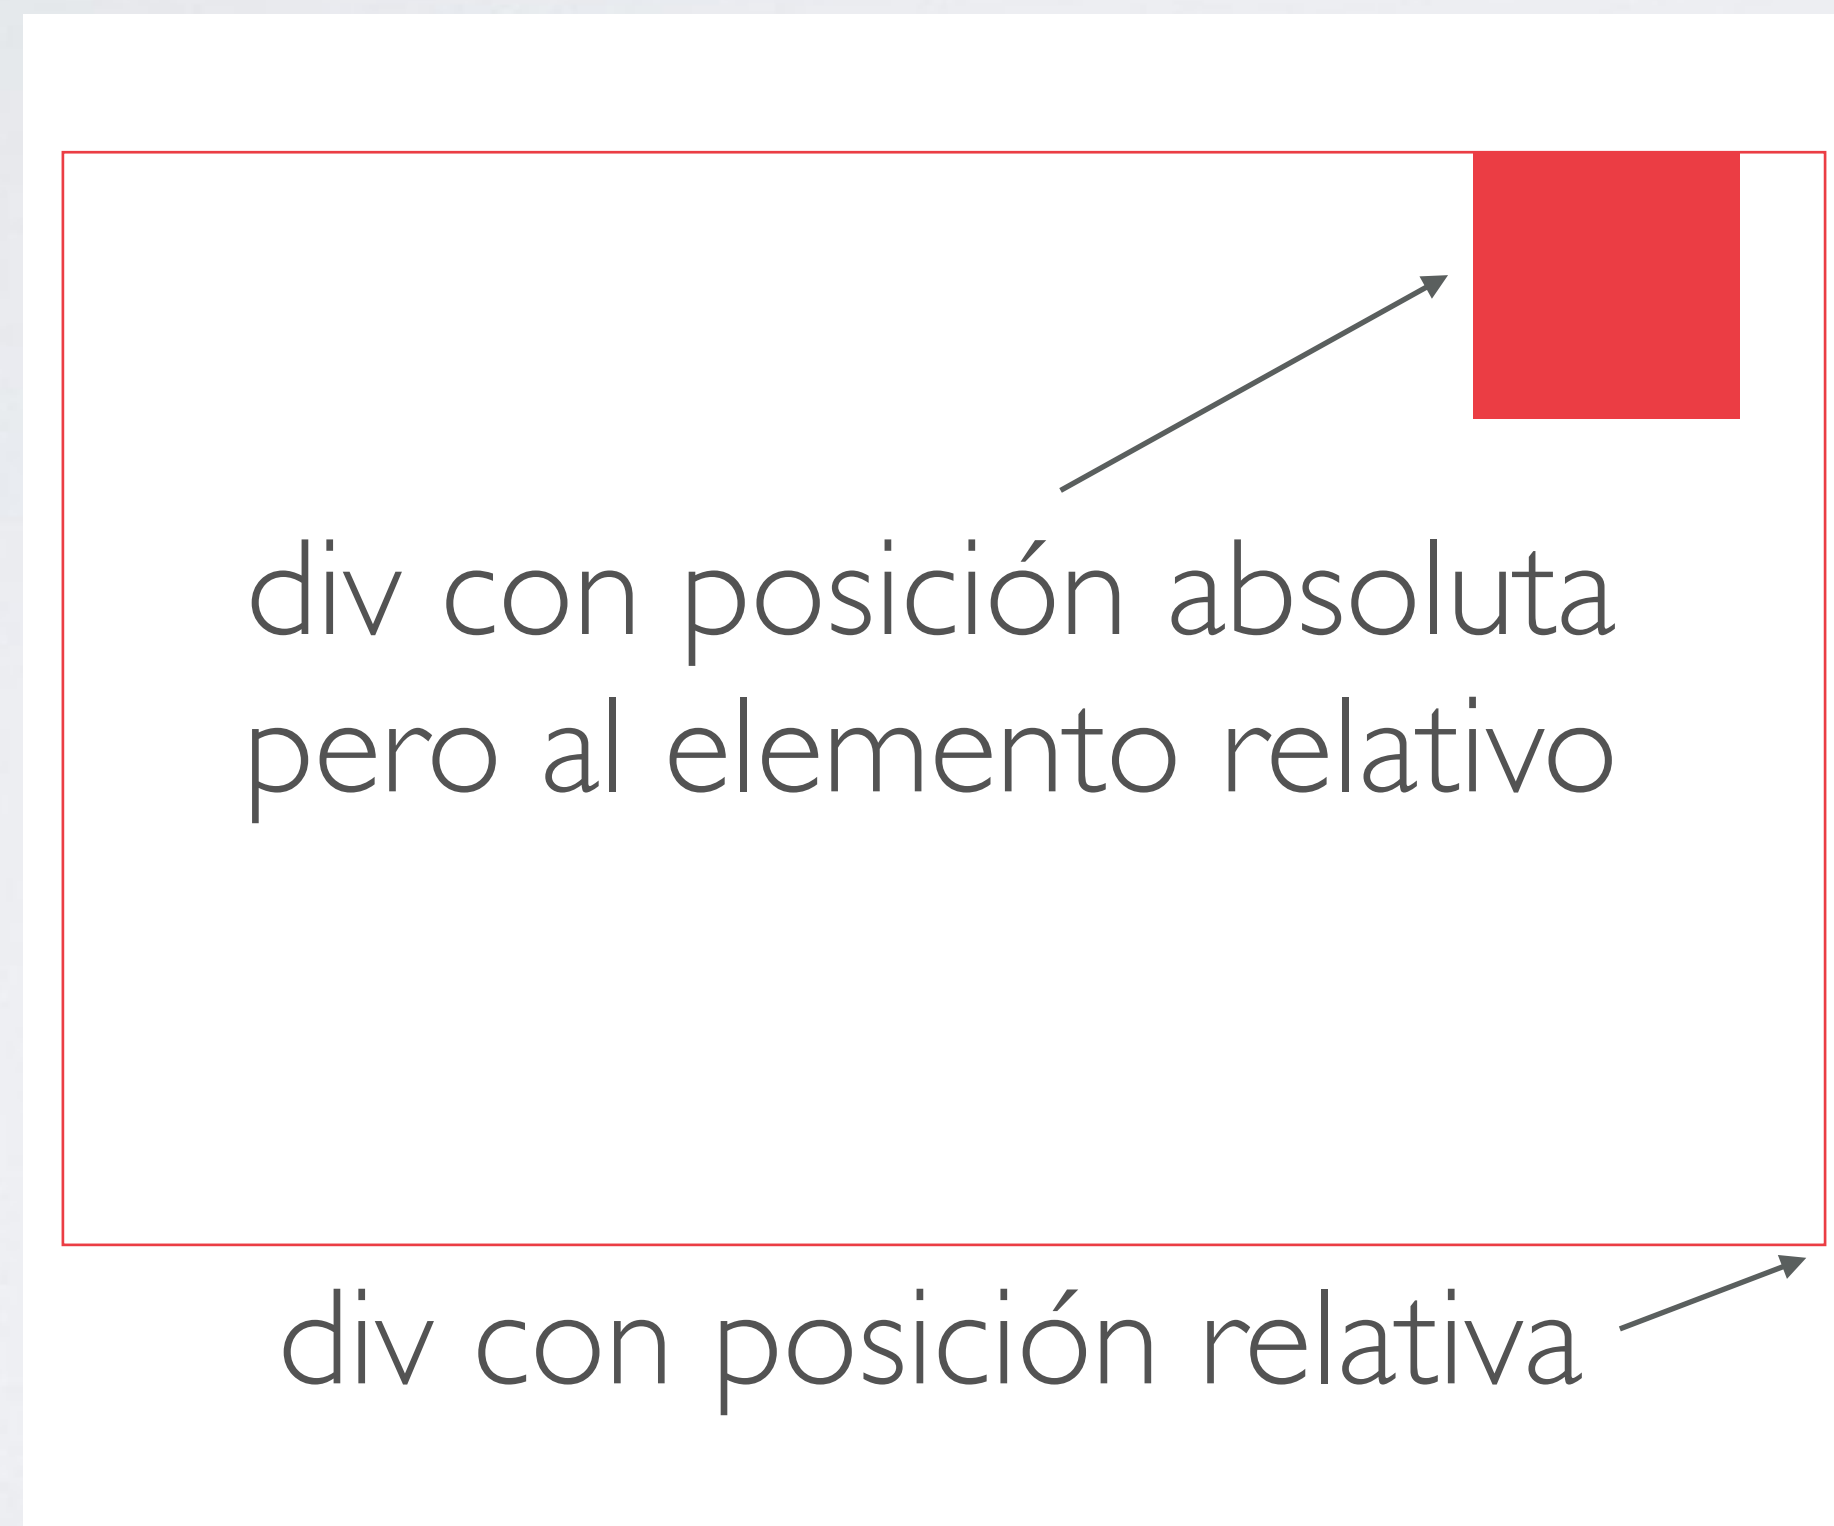 div con posición absoluta
pero al elemento relativo
div con posición relativa